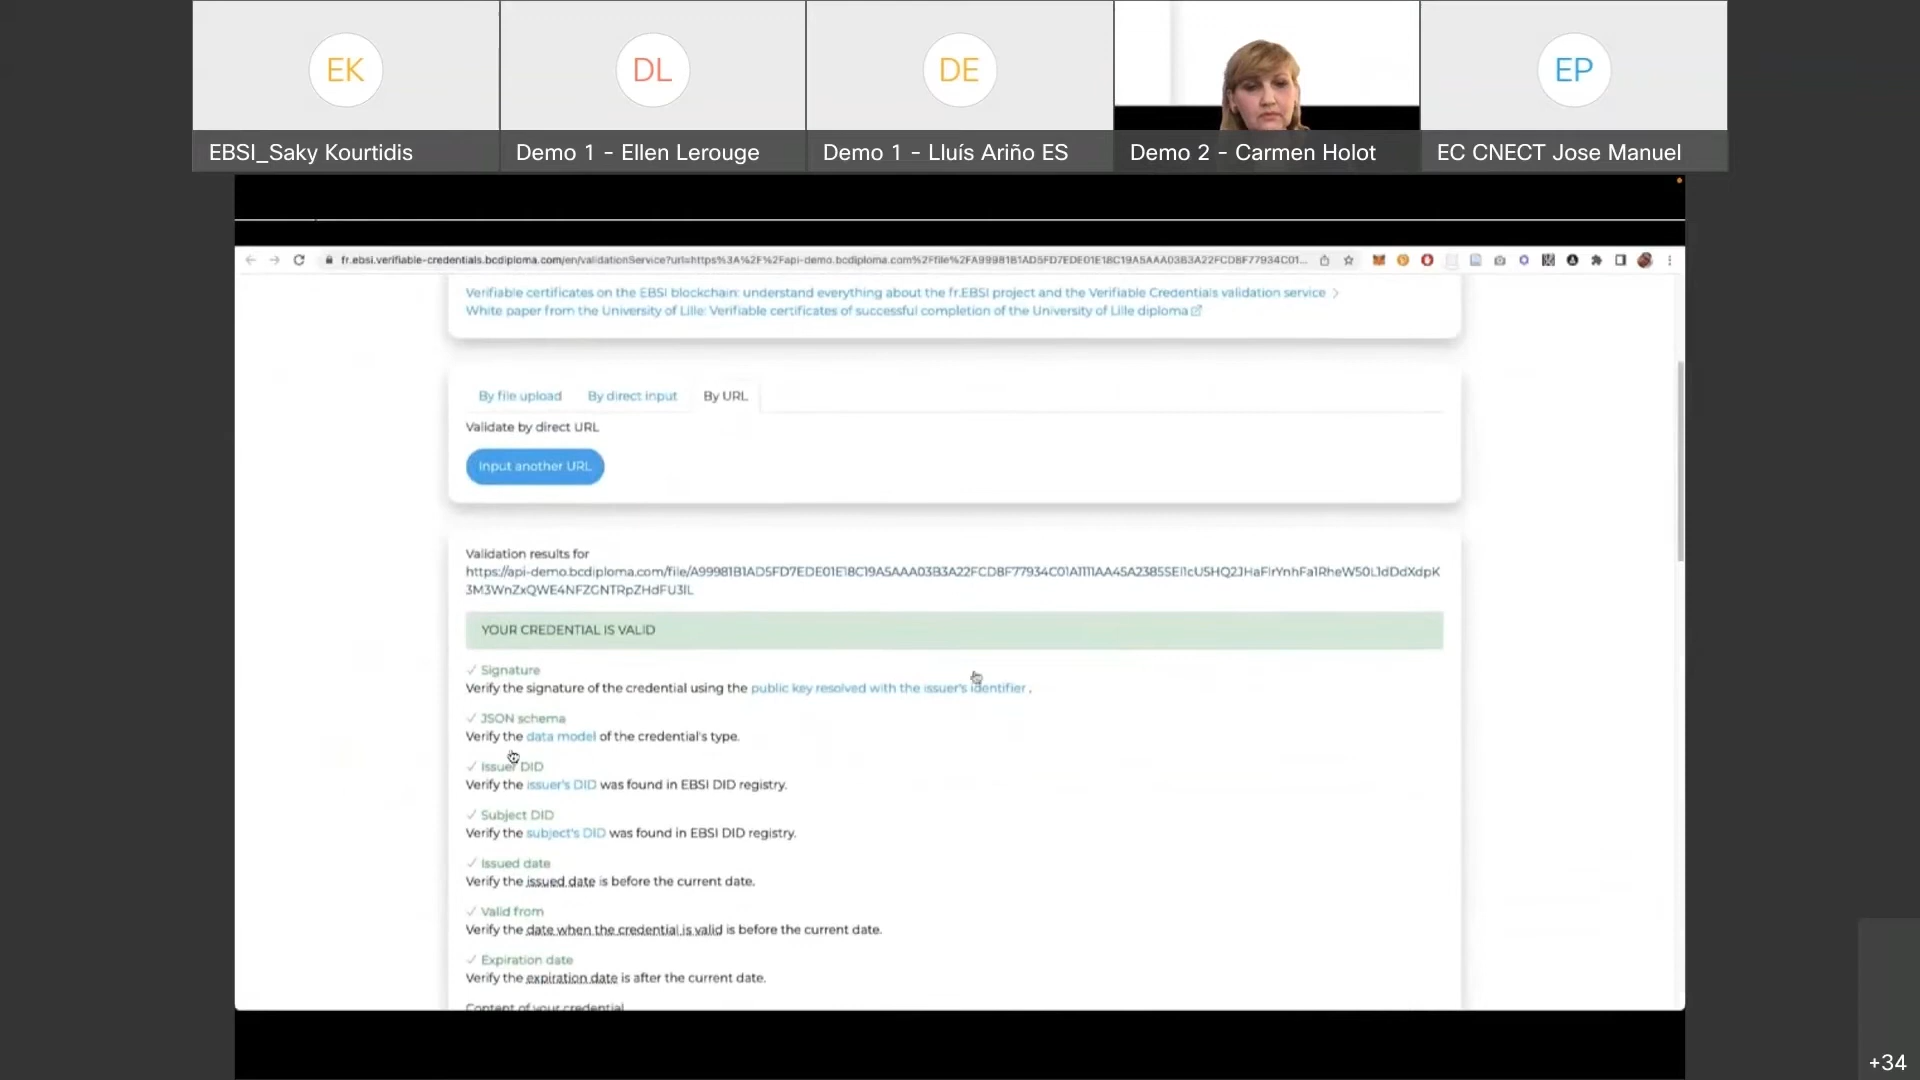 EK
DL
DE
EP
EBSI_Saky Kourtidis
Demo 1 - Ellen Lerouge
Demo 1 - Lluís Ariño ES
Demo 2 - Carmen Holot
EC CNECT Jose Manuel
Verifiable certificates on the EBSI blockchain: understand everything about the fr.EBSI project and the Verifiable Credentials validation service >
White paper from the University of Lille: Verifiable certificates of successful completion of the University of Lille diploma
By file upload
By direct input
By URL
Validate by direct URL
Input another URL
Validation results for
YOUR CREDENTIAL IS VALID
✓ Signature
Verify the signature of the credential using the public key resolved with the issuer's identifier .
✓ JSON schema
Verify the data model of the credential's type.
✓ Issuer DID
Verify the issuer's DID was found in EBSI DID registry.
✓ Subject DID
Verify the subject's DID was found in EBSI DID registry.
✓ Issued date
Verify the issued date is before the current date.
✓ Valid from
Verify the date when the credential is valid is before the current date.
✓ Expiration date
Verify the expiration date is after the current date.
Content of your credential
+34